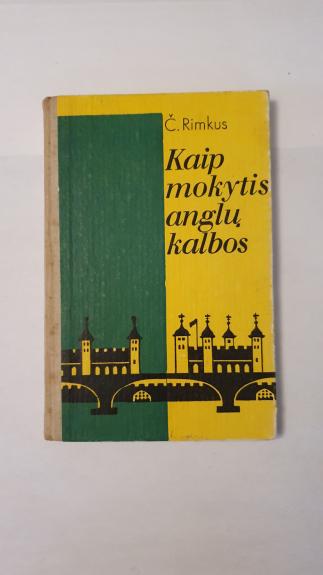 Č. Rimkus
Kaip
mokytis
anglų
kalbos